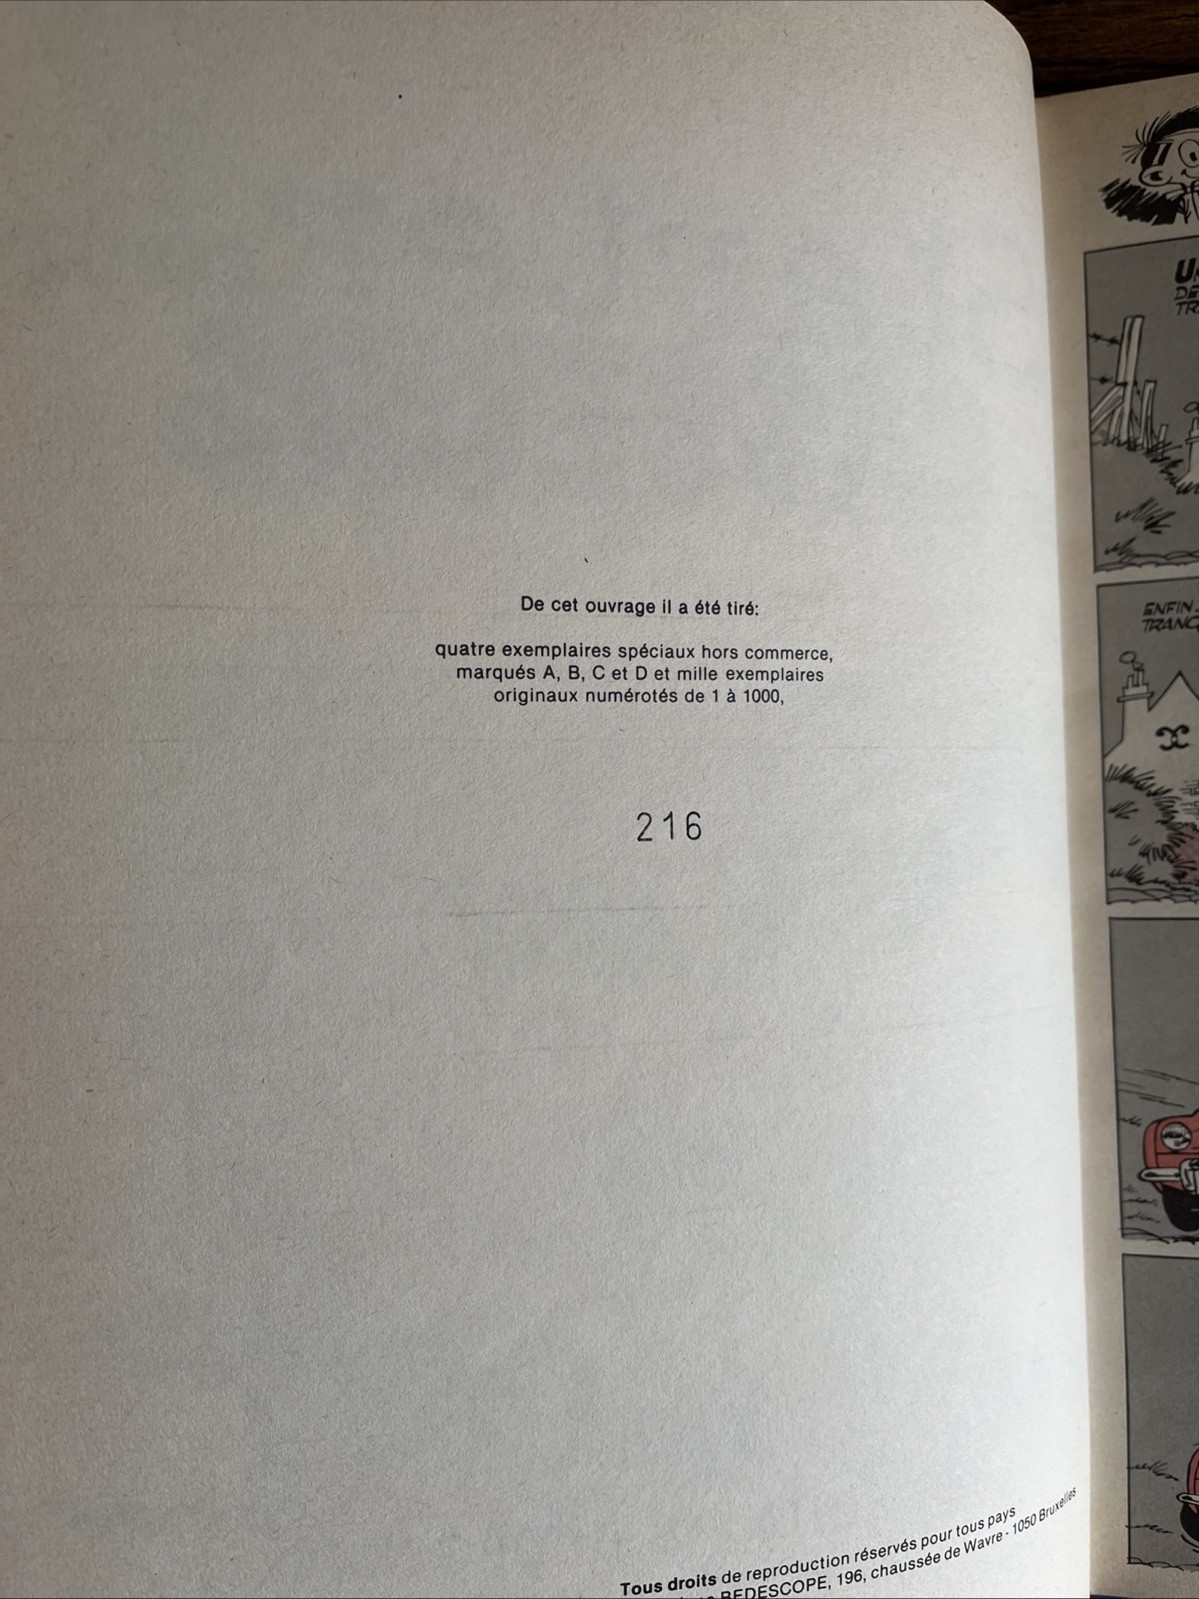 De cet ouvrage il a été tiré:
quatre exemplaires spéciaux hors commerce,
marqués A, B, C et D et mille exemplaires
originaux numérotés de 1 à 1000,
216
Tous droits de reproduction réservés pour tous pays
BEDESCOPE, 196, chaussée de Wavre - 1050 Bruxelles
ENFIN